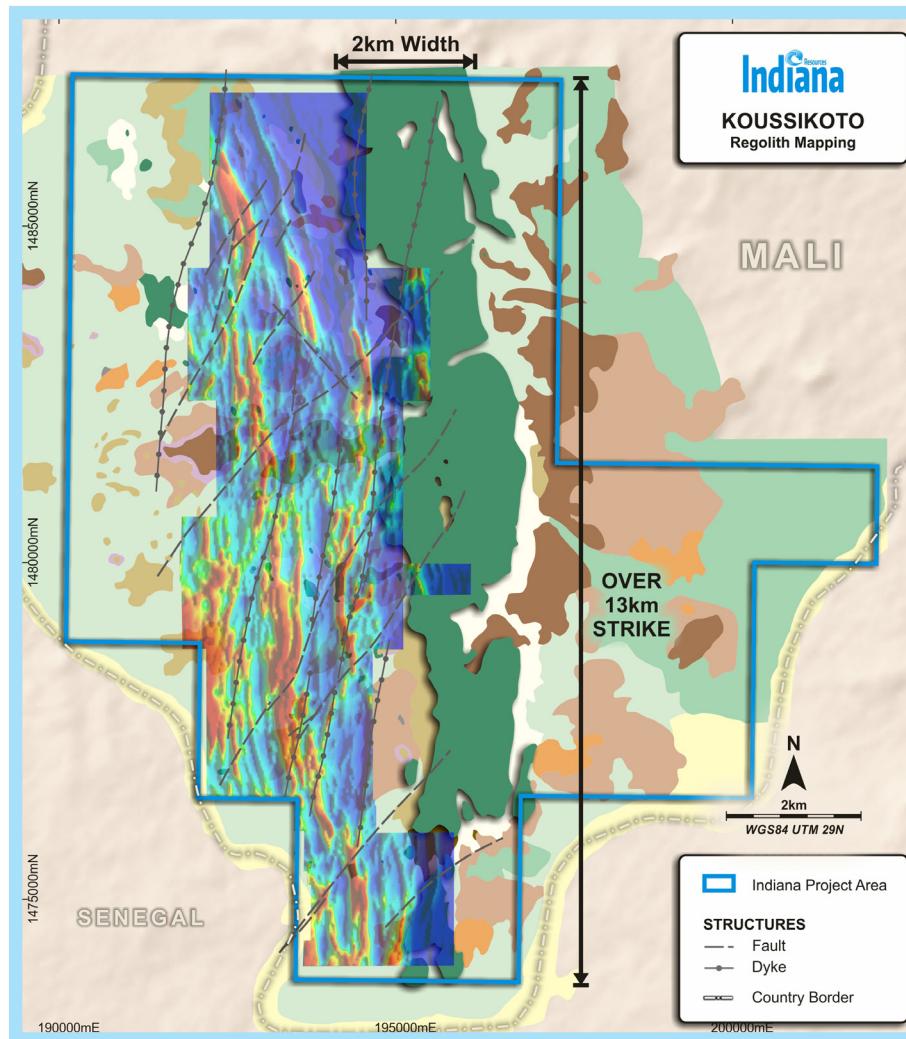 2km Width
Indiana
Resources
KOUSSIKOTO
Regolith Mapping
MALI
1485000mN
1480000mN
1475000mN
OVER
13km
STRIKE
N
2km
WGS84 UTM 29N
SENEGAL
Indiana Project Area
STRUCTURES
Fault
Dyke
Country Border
190000mE
195000mE
200000mE